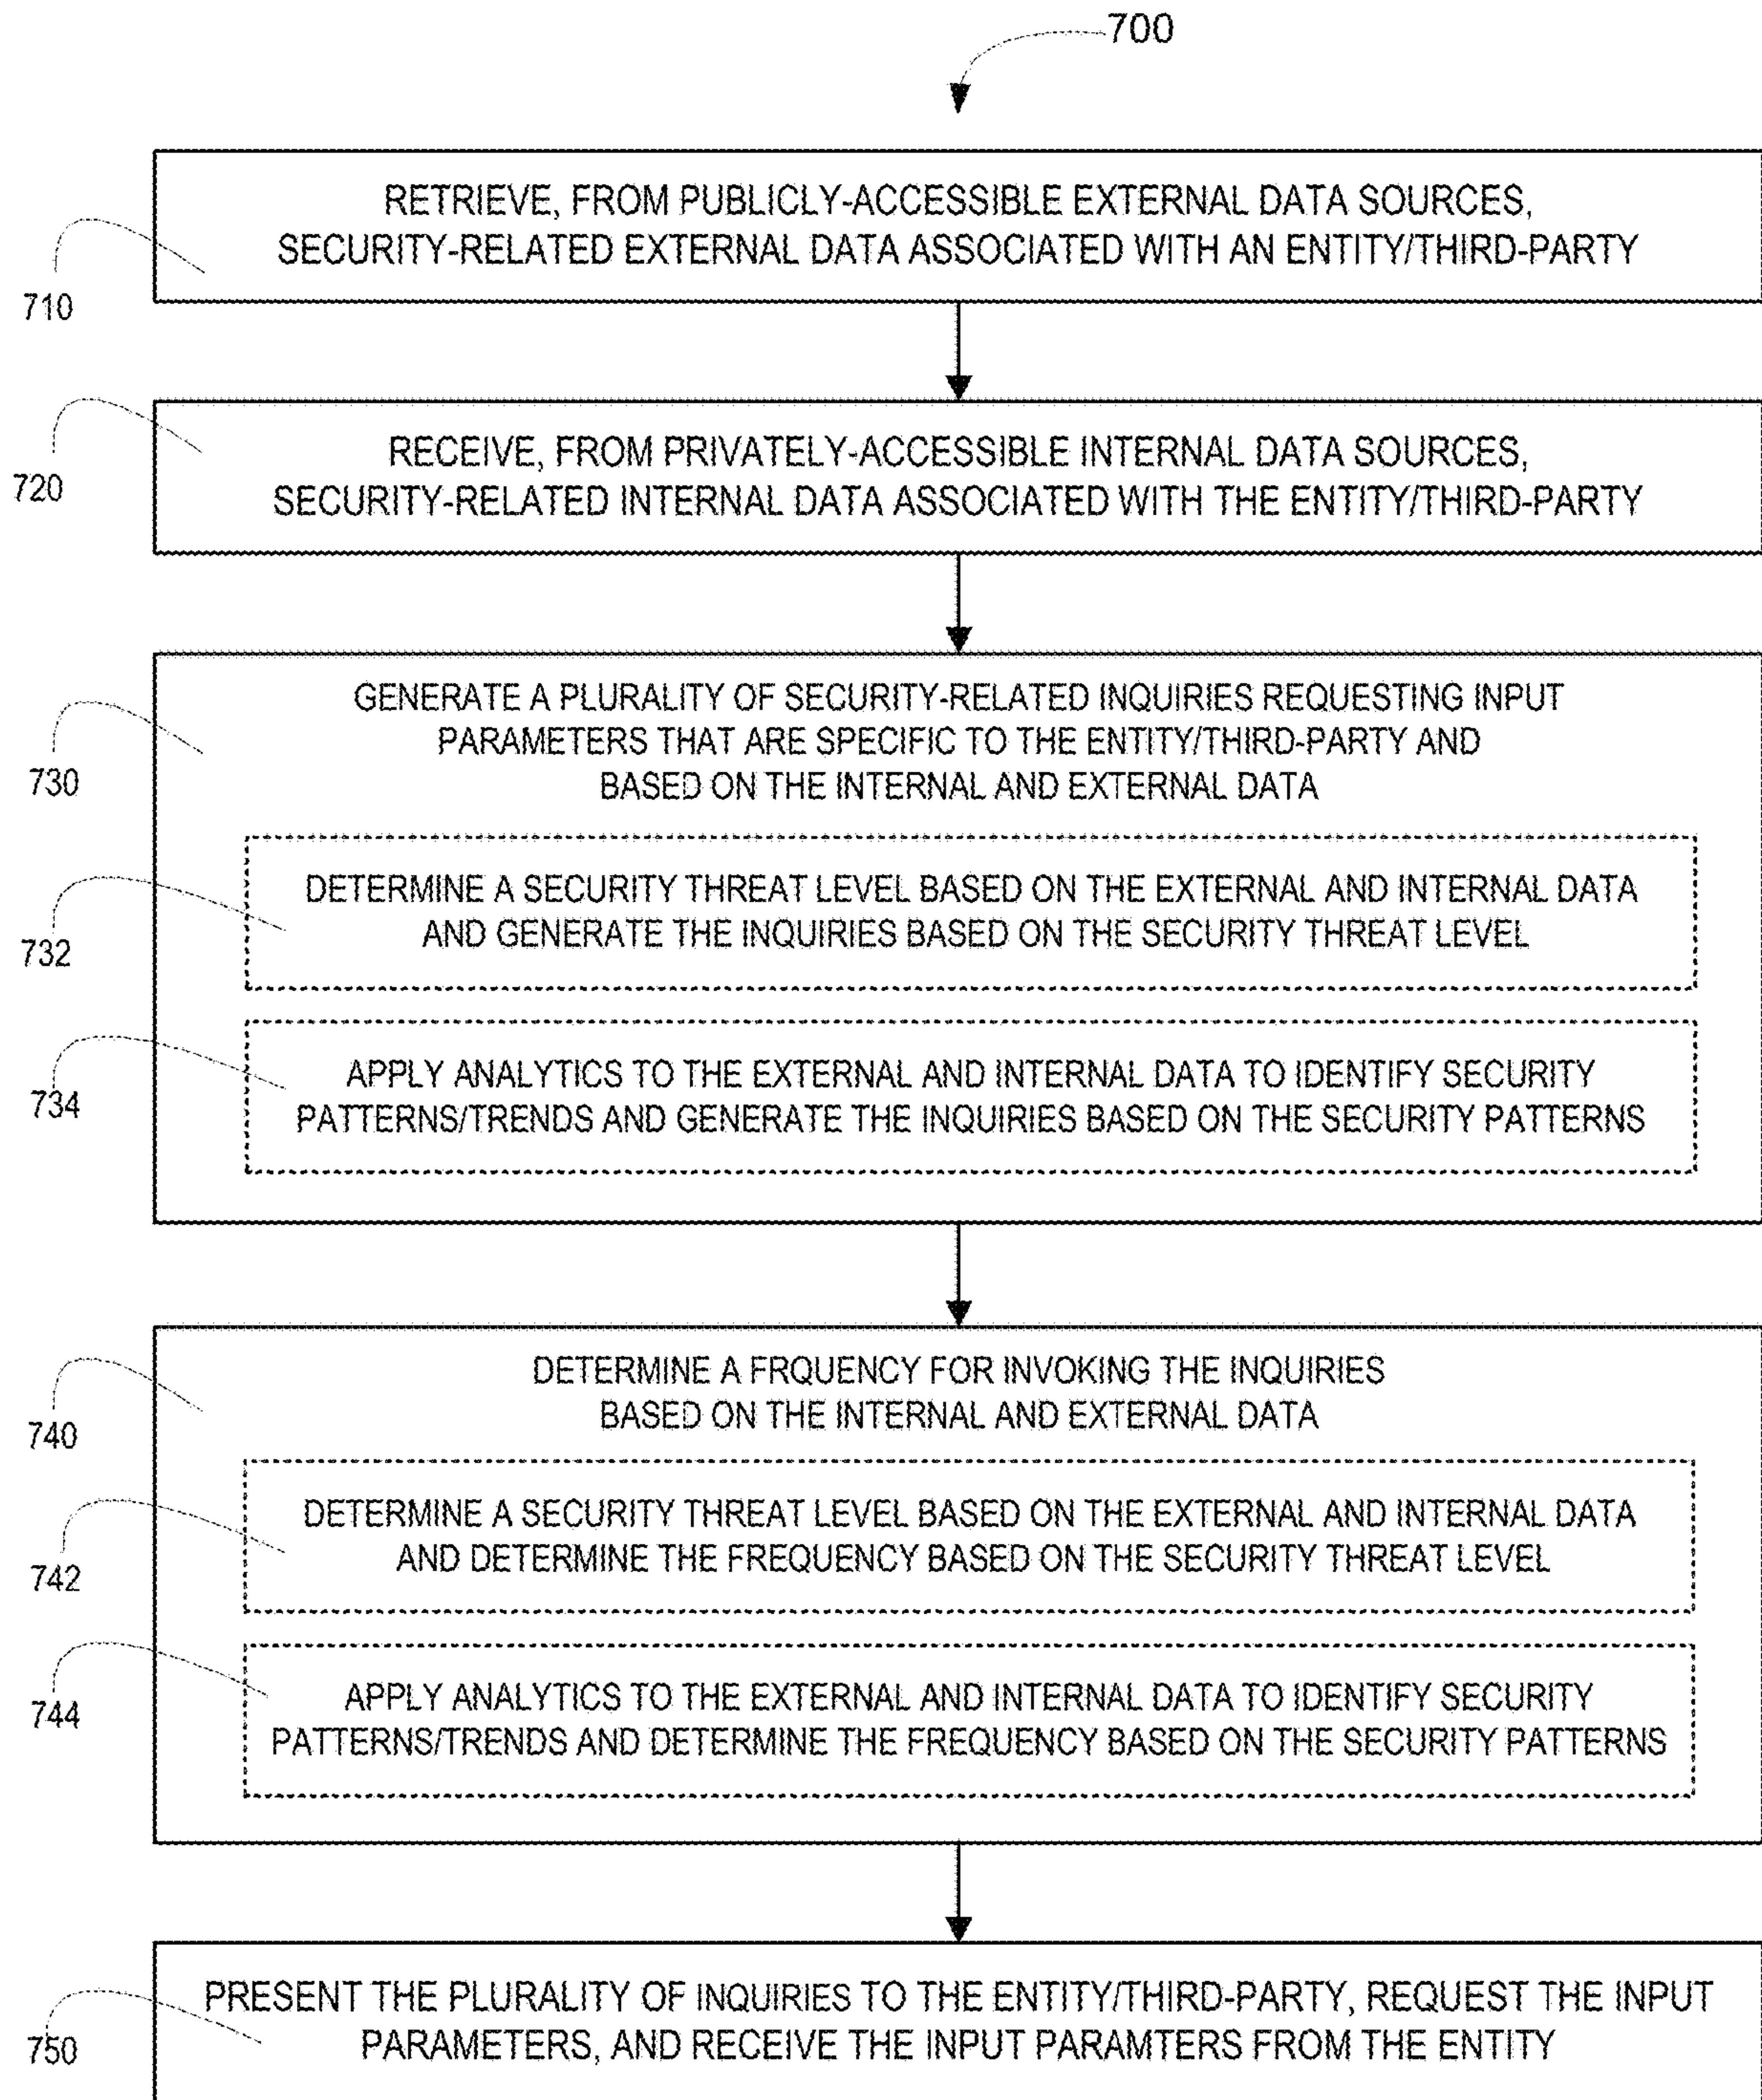 700
RETRIEVE, FROM PUBLICLY-ACCESSIBLE EXTERNAL DATA SOURCES,
SECURITY-RELATED EXTERNAL DATA ASSOCIATED WITH AN ENTITY/THIRD-PARTY
710
RECEIVE, FROM PRIVATELY-ACCESSIBLE INTERNAL DATA SOURCES,
SECURITY-RELATED INTERNAL DATA ASSOCIATED WITH THE ENTITY/THIRD-PARTY
720
GENERATE A PLURALITY OF SECURITY-RELATED INQUIRIES REQUESTING INPUT
PARAMETERS THAT ARE SPECIFIC TO THE ENTITY/THIRD-PARTY AND
BASED ON THE INTERNAL AND EXTERNAL DATA
730
DETERMINE A SECURITY THREAT LEVEL BASED ON THE EXTERNAL AND INTERNAL DATA
AND GENERATE THE INQUIRIES BASED ON THE SECURITY THREAT LEVEL
732
APPLY ANALYTICS TO THE EXTERNAL AND INTERNAL DATA TO IDENTIFY SECURITY
PATTERNS/TRENDS AND GENERATE THE INQUIRIES BASED ON THE SECURITY PATTERNS
734
DETERMINE A FRQUENCY FOR INVOKING THE INQUIRIES
BASED ON THE INTERNAL AND EXTERNAL DATA
740
DETERMINE A SECURITY THREAT LEVEL BASED ON THE EXTERNAL AND INTERNAL DATA
AND DETERMINE THE FREQUENCY BASED ON THE SECURITY THREAT LEVEL
742
APPLY ANALYTICS TO THE EXTERNAL AND INTERNAL DATA TO IDENTIFY SECURITY
PATTERNS/TRENDS AND DETERMINE THE FREQUENCY BASED ON THE SECURITY PATTERNS
744
PRESENT THE PLURALITY OF INQUIRIES TO THE ENTITY/THIRD-PARTY, REQUEST THE INPUT
PARAMETERS, AND RECEIVE THE INPUT PARAMTERS FROM THE ENTITY
750